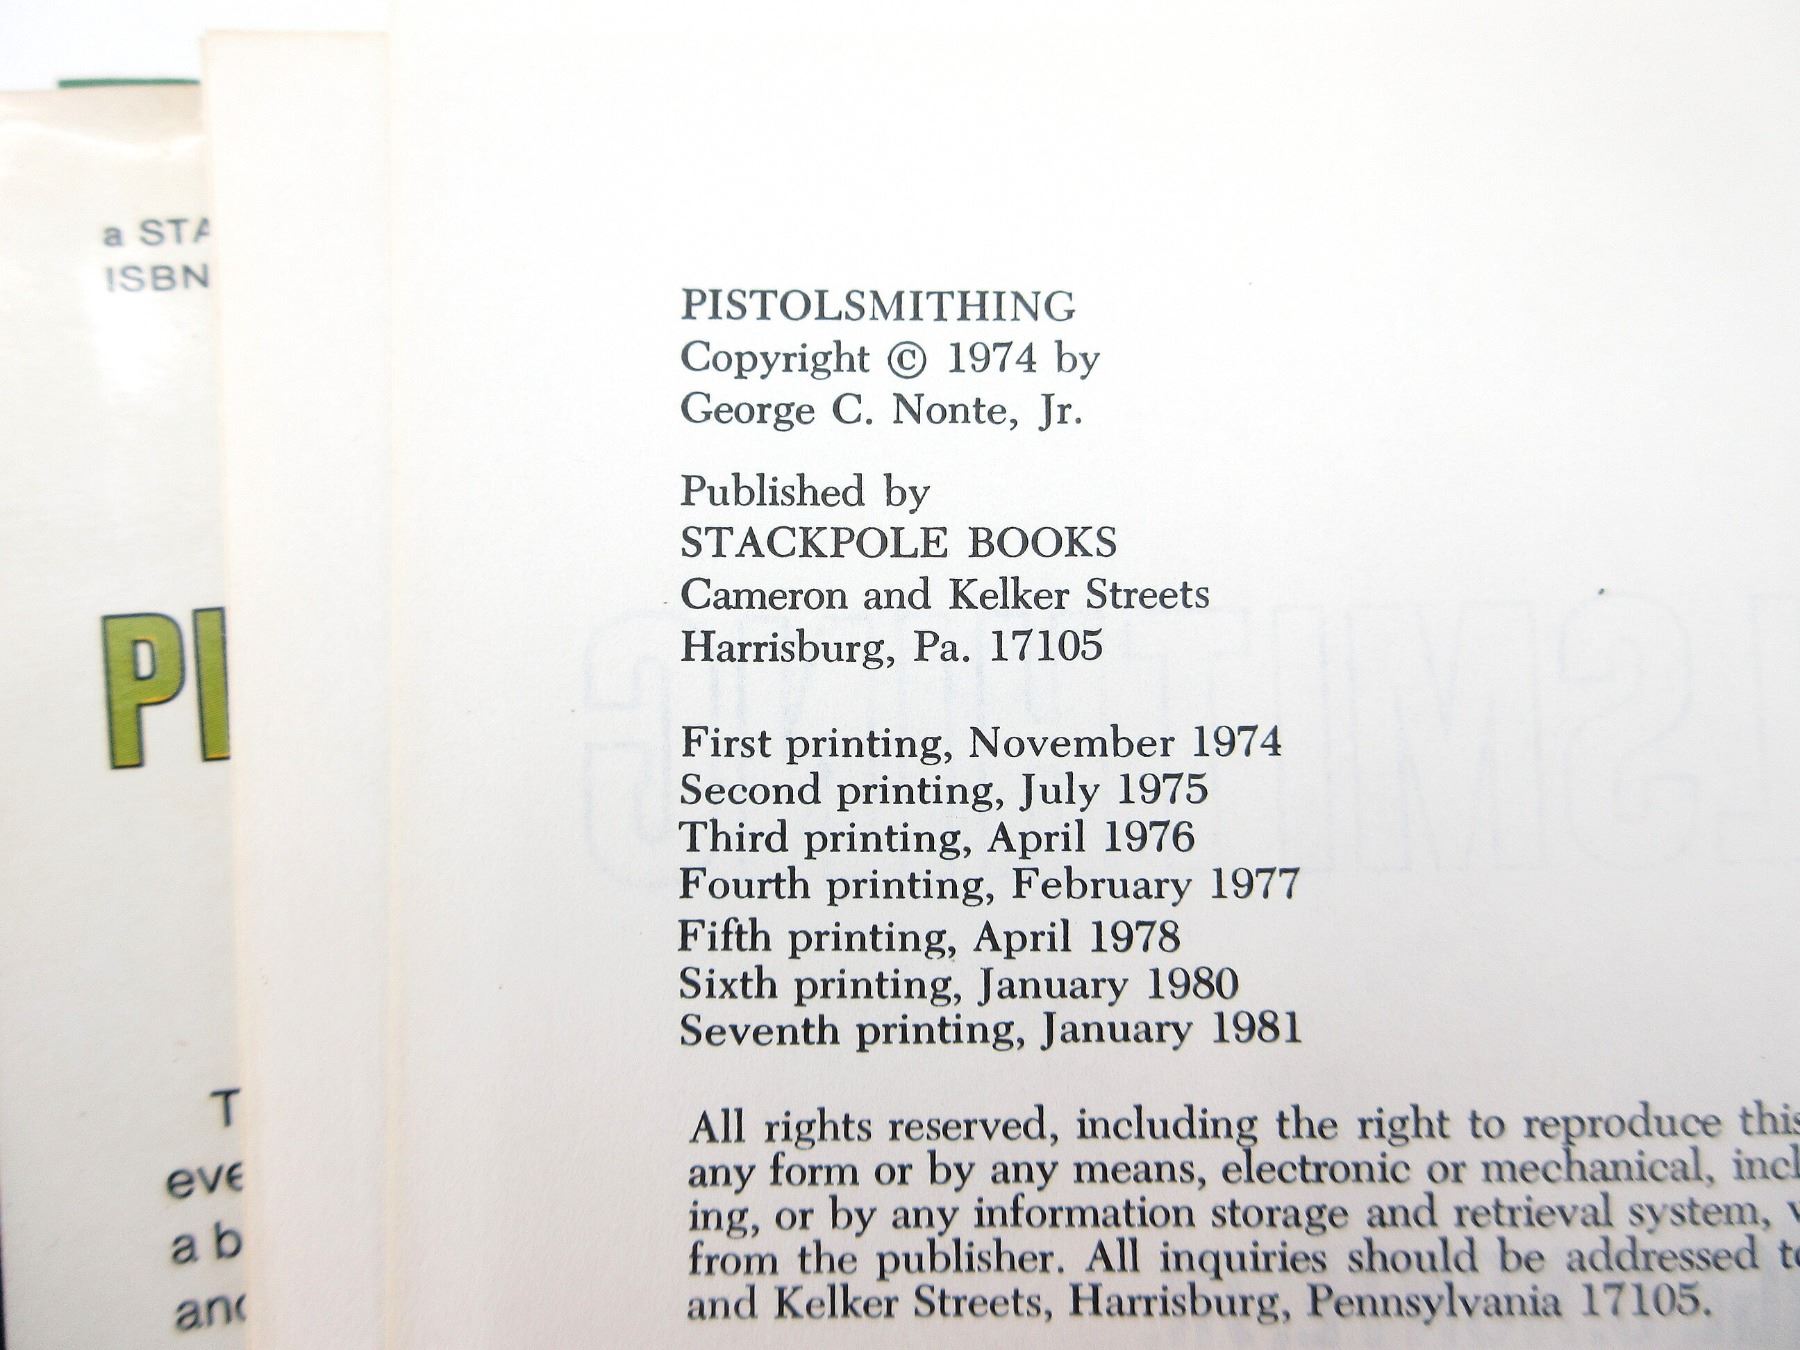 a STA
ISBN
PI
T
eve
a b
and
PISTOLSMITHING
Copyright © 1974 by
George C. Nonte, Jr.
Published by
STACKPOLE BOOKS
Cameron and Kelker Streets
Harrisburg, Pa. 17105
First printing, November 1974
Second printing, July 1975
Third printing, April 1976
Fourth printing, February 1977
Fifth printing, April 1978
Sixth printing, January 1980
Seventh printing, January 1981
All rights reserved, including the right to reproduce this
any form or by any means, electronic or mechanical, incl
ing, or by any information storage and retrieval system,
from the publisher. All inquiries should be addressed to
and Kelker Streets, Harrisburg, Pennsylvania 17105.